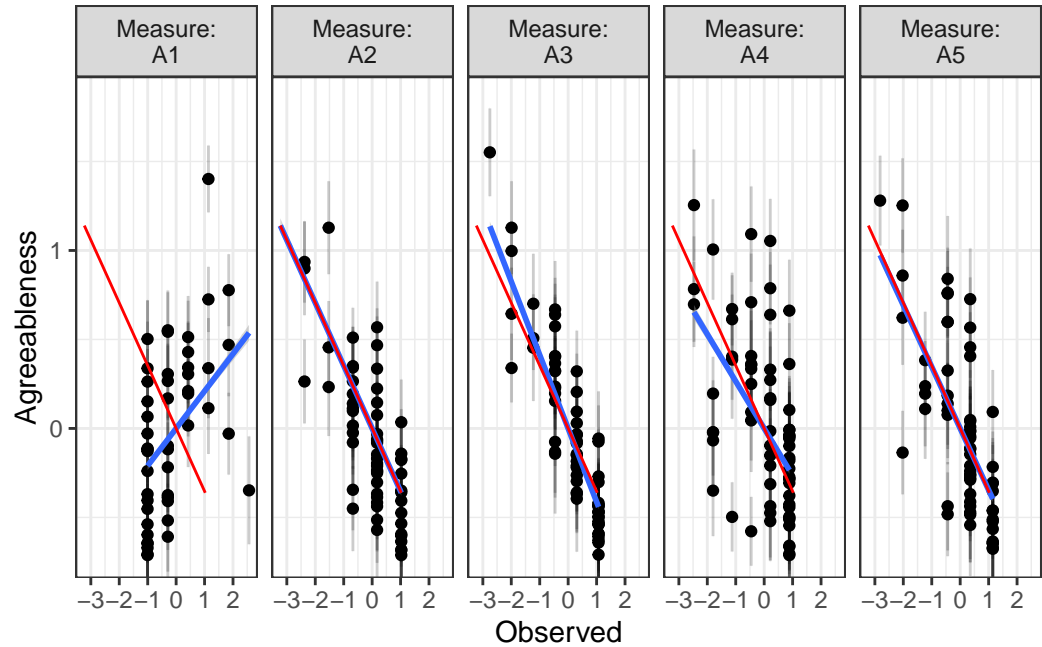 Measure:
A1
Measure:
A2
Measure:
A3
Measure:
A4
Measure:
A5
Agreeableness
1
0
−3 −2 −1 0 1 2
−3 −2 −1 0 1 2
−3 −2 −1 0 1 2
−3 −2 −1 0 1 2
−3 −2 −1 0 1 2
Observed